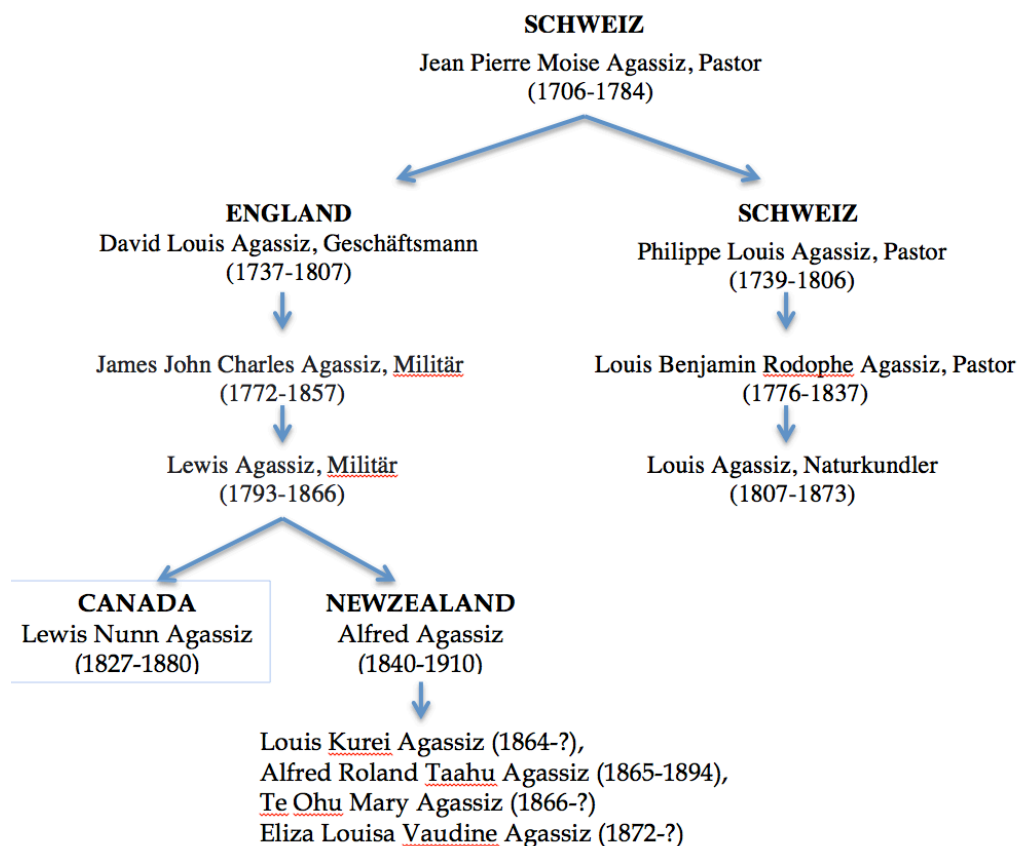 SCHWEIZ
Jean Pierre Moise Agassiz, Pastor
(1706-1784)
ENGLAND
David Louis Agassiz, Geschäftsmann
(1737-1807)
SCHWEIZ
Philippe Louis Agassiz, Pastor
(1739-1806)
James John Charles Agassiz, Militär
(1772-1857)
Louis Benjamin Rodophe Agassiz, Pastor
(1776-1837)
Lewis Agassiz, Militär
(1793-1866)
Louis Agassiz, Naturkundler
(1807-1873)
CANADA
Lewis Nunn Agassiz
(1827-1880)
NEWZEALAND
Alfred Agassiz
(1840-1910)
Louis Kurei Agassiz (1864-?),
Alfred Roland Taahu Agassiz (1865-1894),
Te Ohu Mary Agassiz (1866-?)
Eliza Louisa Vaudine Agassiz (1872-?)